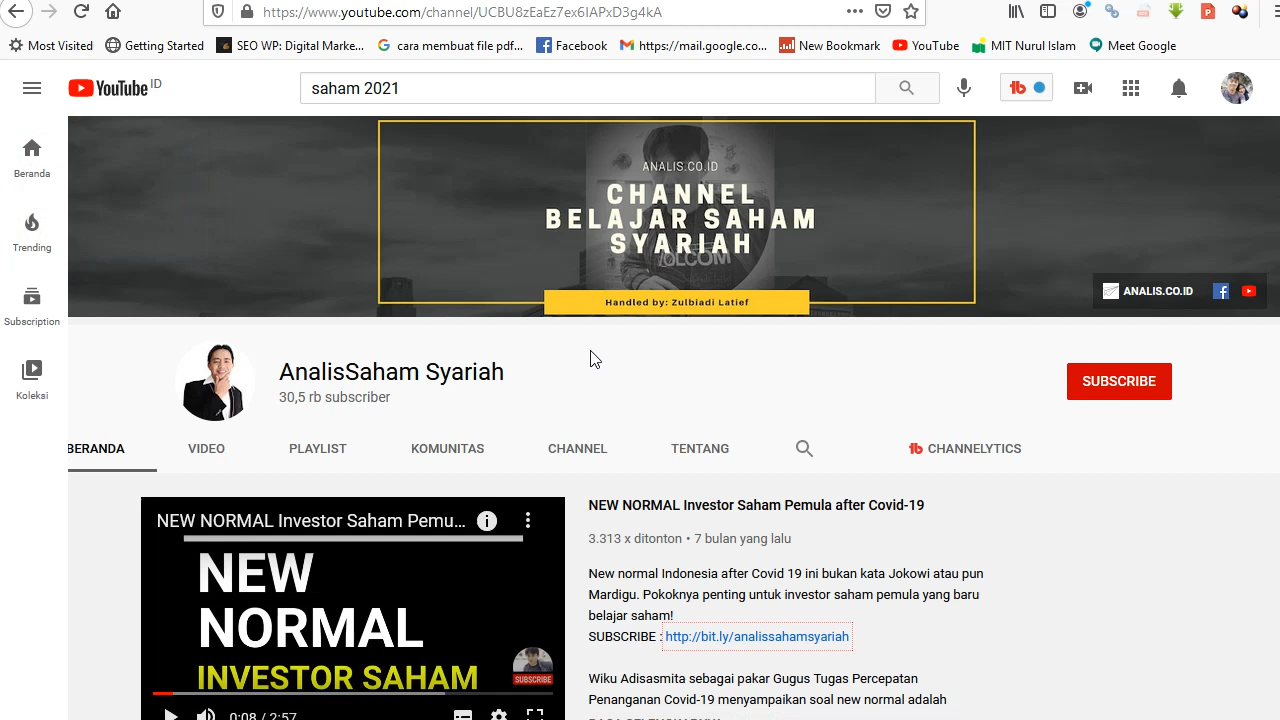 https://www.youtube.com/channel/UCBU8zEaEz7ex6IAPxD3g4kA
Most Visited
Getting Started
SEO WP: Digital Marke...
cara membuat file pdf...
Facebook
https://mail.google.co...
New Bookmark
YouTube
MIT Nurul Islam
Meet Google
YouTube ID
saham 2021
Beranda
Trending
Subscription
Koleksi
ANALIS.CO.ID
CHANNEL
BELAJAR SAHAM
SYARIAH
VOLCOM
Handled by: Zulbiadi Latief
ANALIS.CO.ID
AnalisSaham Syariah
30,5 rb subscriber
SUBSCRIBE
BERANDA
VIDEO
PLAYLIST
KOMUNITAS
CHANNEL
TENTANG
CHANNELYTICS
NEW NORMAL Investor Saham Pemu...
NEW
NORMAL
INVESTOR SAHAM
SUBSCRIBE
0:08 / 2:57
NEW NORMAL Investor Saham Pemula after Covid-19
3.313 x ditonton • 7 bulan yang lalu
New normal Indonesia after Covid 19 ini bukan kata Jokowi atau pun
Mardigu. Pokoknya penting untuk investor saham pemula yang baru
belajar saham!
SUBSCRIBE : http://bit.ly/analissahamsyariah
Wiku Adisasmita sebagai pakar Gugus Tugas Percepatan
Penanganan Covid-19 menyampaikan soal new normal adalah